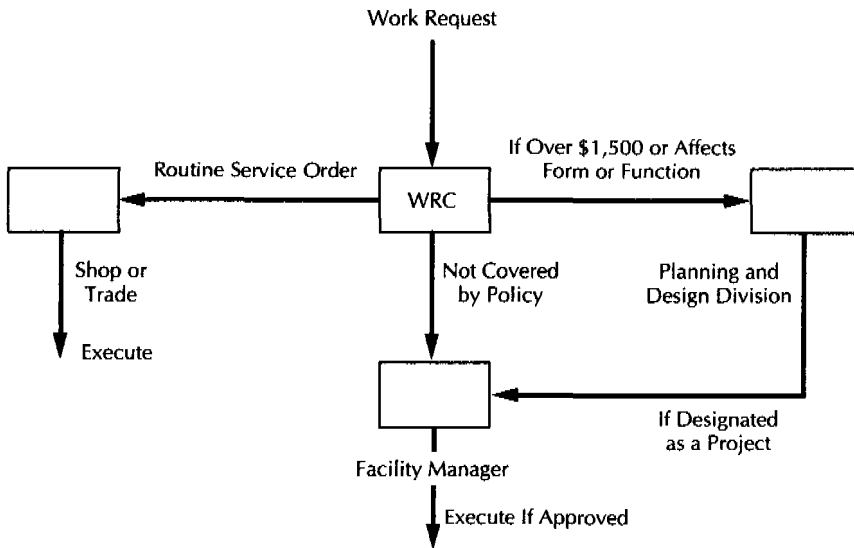 Work Request
Routine Service Order
WRC
If Over $1,500 or Affects
Form or Function
Shop or
Trade
Execute
Not Covered
by Policy
Planning and
Design Division
If Designated
as a Project
Facility Manager
Execute If Approved